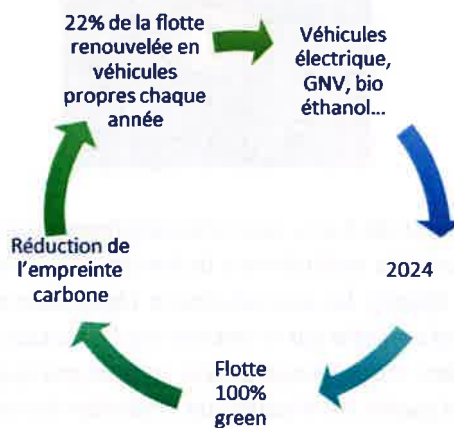 22% de la flotte
renouvelée en
véhicules
propres chaque
année
Véhicules
électrique,
GNV, bio
éthanol...
2024
Flotte
100%
green
Réduction de
l'empreinte
carbone